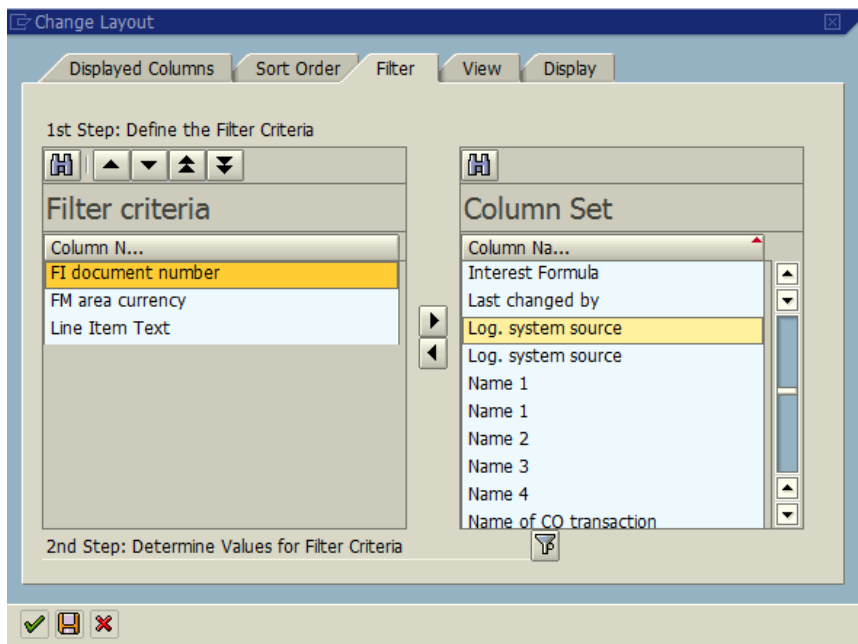 Change Layout
Displayed Columns
Sort Order
Filter
View
Display
1st Step: Define the Filter Criteria
Filter criteria
Column N...
FI document number
FM area currency
Line Item Text
Column Set
Column Na...
Interest Formula
Last changed by
Log. system source
Log. system source
Name 1
Name 1
Name 2
Name 3
Name 4
Name of CO transaction
2nd Step: Determine Values for Filter Criteria